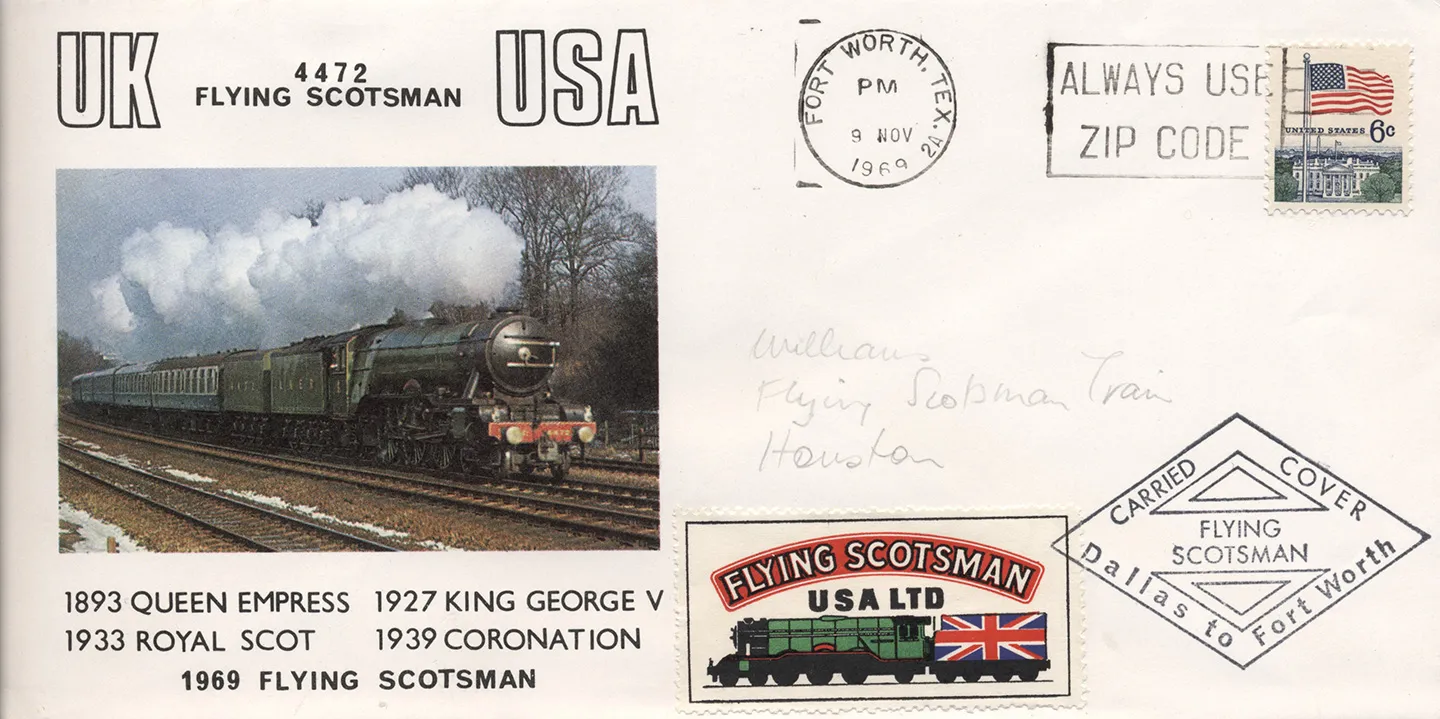 UK
4472
FLYING SCOTSMAN
USA
FORT WORTH, TEX. 2A
PM
9 NOV
1969
ALWAYS USE
ZIP CODE
UNITED STATES 6c
4472
L N E R
4472
Williams
Flying Scotsman Train
Houston
1893 QUEEN EMPRESS 1927 KING GEORGE V
1933 ROYAL SCOT 1939 CORONATION
1969 FLYING SCOTSMAN
FLYING SCOTSMAN
USA LTD
CARRIED COVER
FLYING
SCOTSMAN
Dallas to Fort Worth